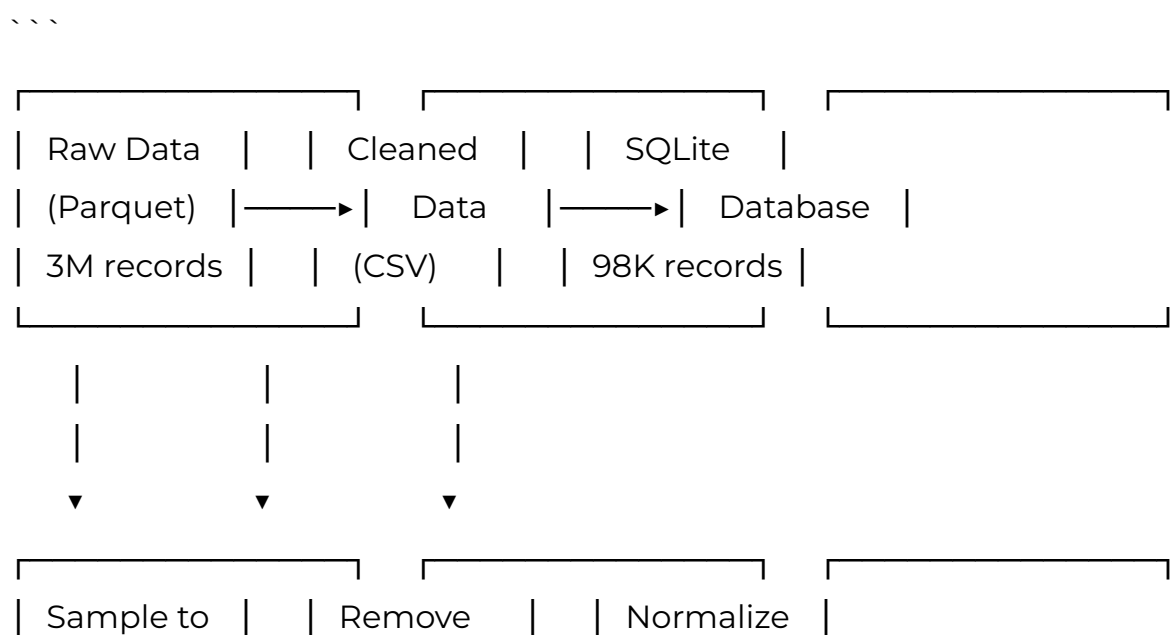 ```
┌───────────────┐ ┌───────────────┐ ┌───────────────┐
│ Raw Data │ │ Cleaned │ │ SQLite │
│ (Parquet) │────▶│ Data │────▶│ Database │
│ 3M records │ │ (CSV) │ │ 98K records │
└───────────────┘ └───────────────┘ └───────────────┘
│ │ │
│ │ │
▼ ▼ ▼
┌───────────────┐ ┌───────────────┐ ┌───────────────┐
│ Sample to │ │ Remove │ │ Normalize │